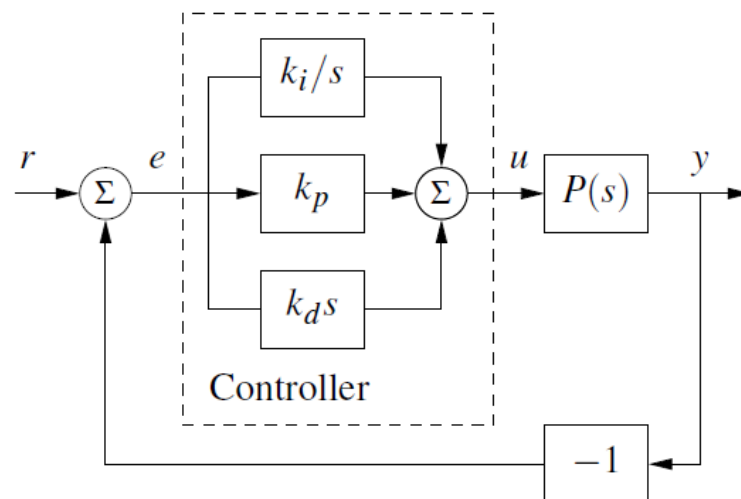 k_i/s
r
e
k_p
u
y
Σ
Σ
P(s)
k_d s
Controller
−1